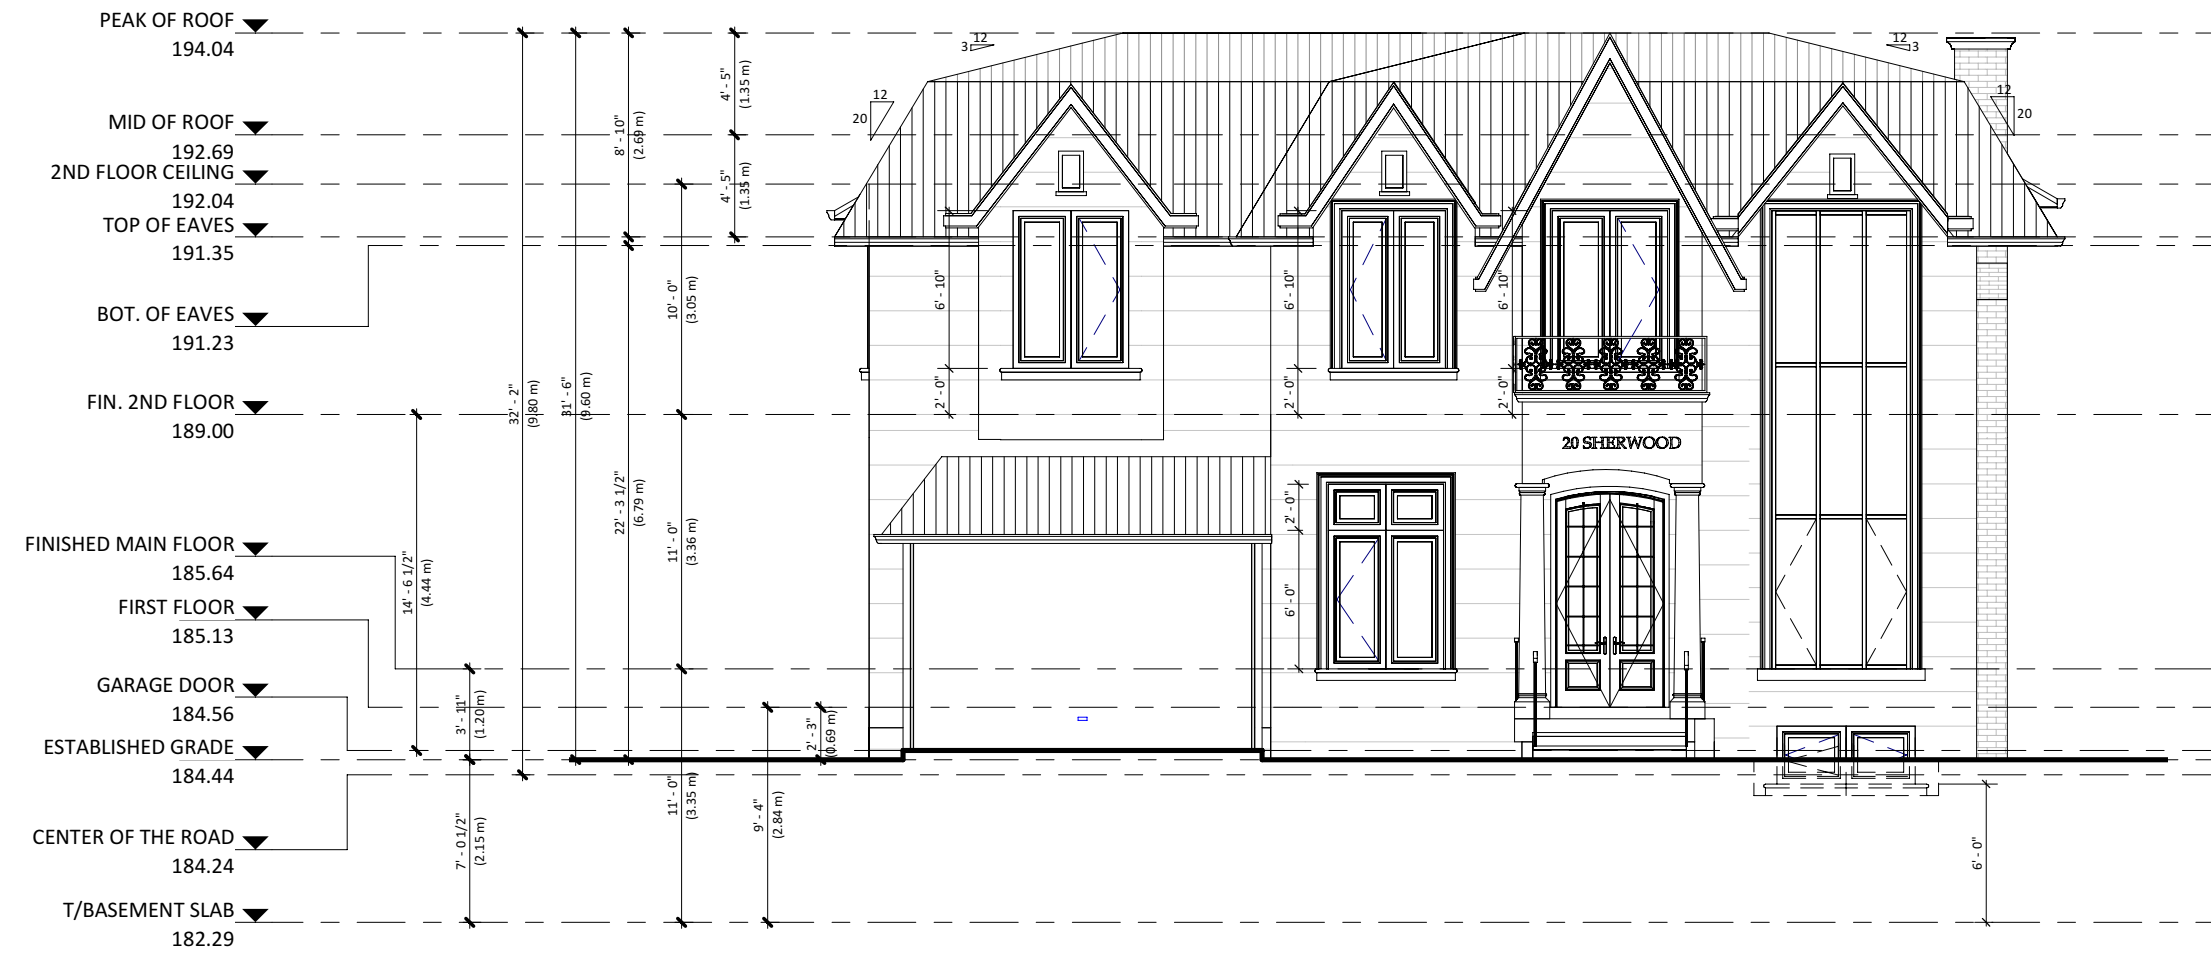 PEAK OF ROOF
194.04
MID OF ROOF
192.69
2ND FLOOR CEILING
192.04
TOP OF EAVES
191.35
BOT. OF EAVES
191.23
FIN. 2ND FLOOR
189.00
FINISHED MAIN FLOOR
185.64
FIRST FLOOR
185.13
GARAGE DOOR
184.56
ESTABLISHED GRADE
184.44
CENTER OF THE ROAD
184.24
T/BASEMENT SLAB
182.29
14' - 6 1/2"
(4.44 m)
3' - 11"
(1.20 m)
7' - 0 1/2"
(2.15 m)
32' - 2"
(9.80 m)
31' - 6"
(9.60 m)
8' - 10"
(2.69 m)
22' - 3 1/2"
(6.79 m)
10' - 0"
(3.05 m)
11' - 0"
(3.36 m)
11' - 0"
(3.35 m)
4' - 5"
(1.35 m)
4' - 5"
(1.35 m)
9' - 4"
(2.84 m)
2' - 3"
(0.69 m)
12
3
12
20
12
3
12
20
6' - 10"
2' - 0"
6' - 10"
2' - 0"
6' - 10"
2' - 0"
20 SHERWOOD
2' - 0"
6' - 0"
6' - 0"